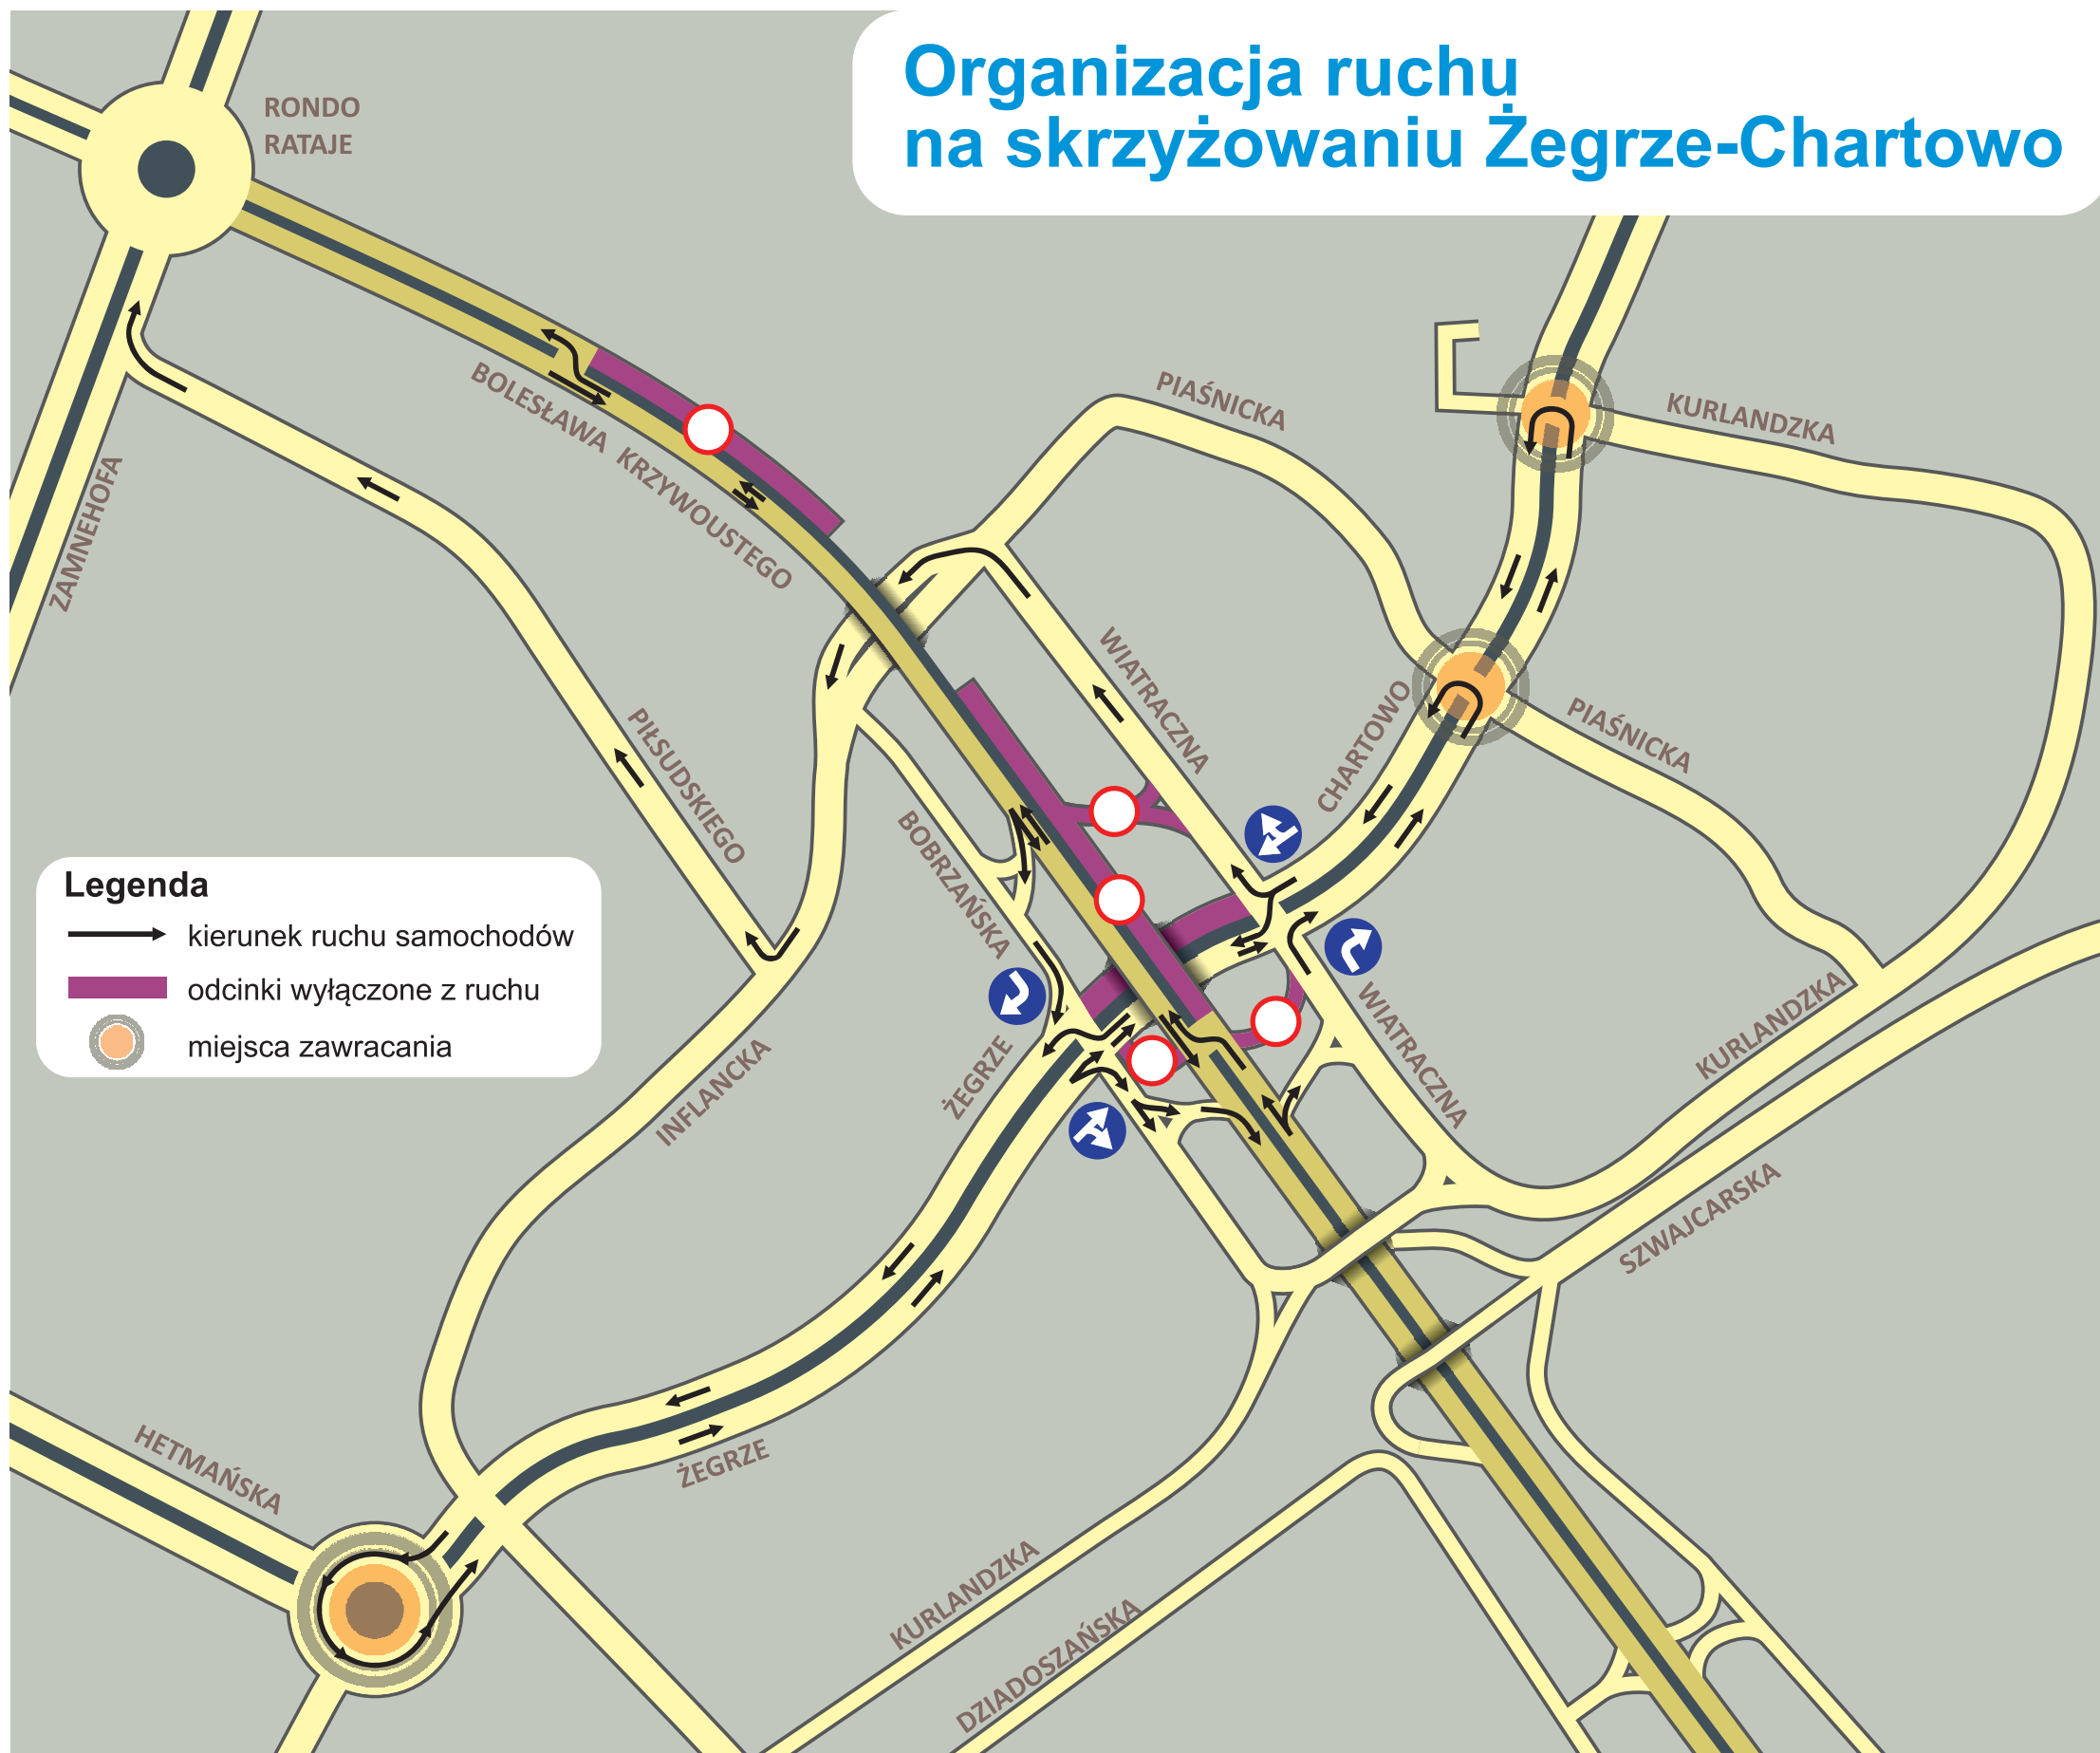 Organizacja ruchu
na skrzyżowaniu Żegrze-Chartowo
RONDO
RATAJE
BOLESŁAWA KRZYWOUSTEGO
PIAŚNICKA
KURLANDZKA
ZAMNEHOFA
WIATRACZNA
CHARTOWO
PIAŚNICKA
PIŁSUDSKIEGO
BOBRZAŃSKA
Legenda
kierunek ruchu samochodów
odcinki wyłączone z ruchu
miejsca zawracania
INFLANCKA
ŻEGRZE
WIATRACZNA
KURLANDZKA
SZWAJCARSKA
HETMAŃSKA
ŻEGRZE
KURLANDZKA
DZIADOSZAŃSKA